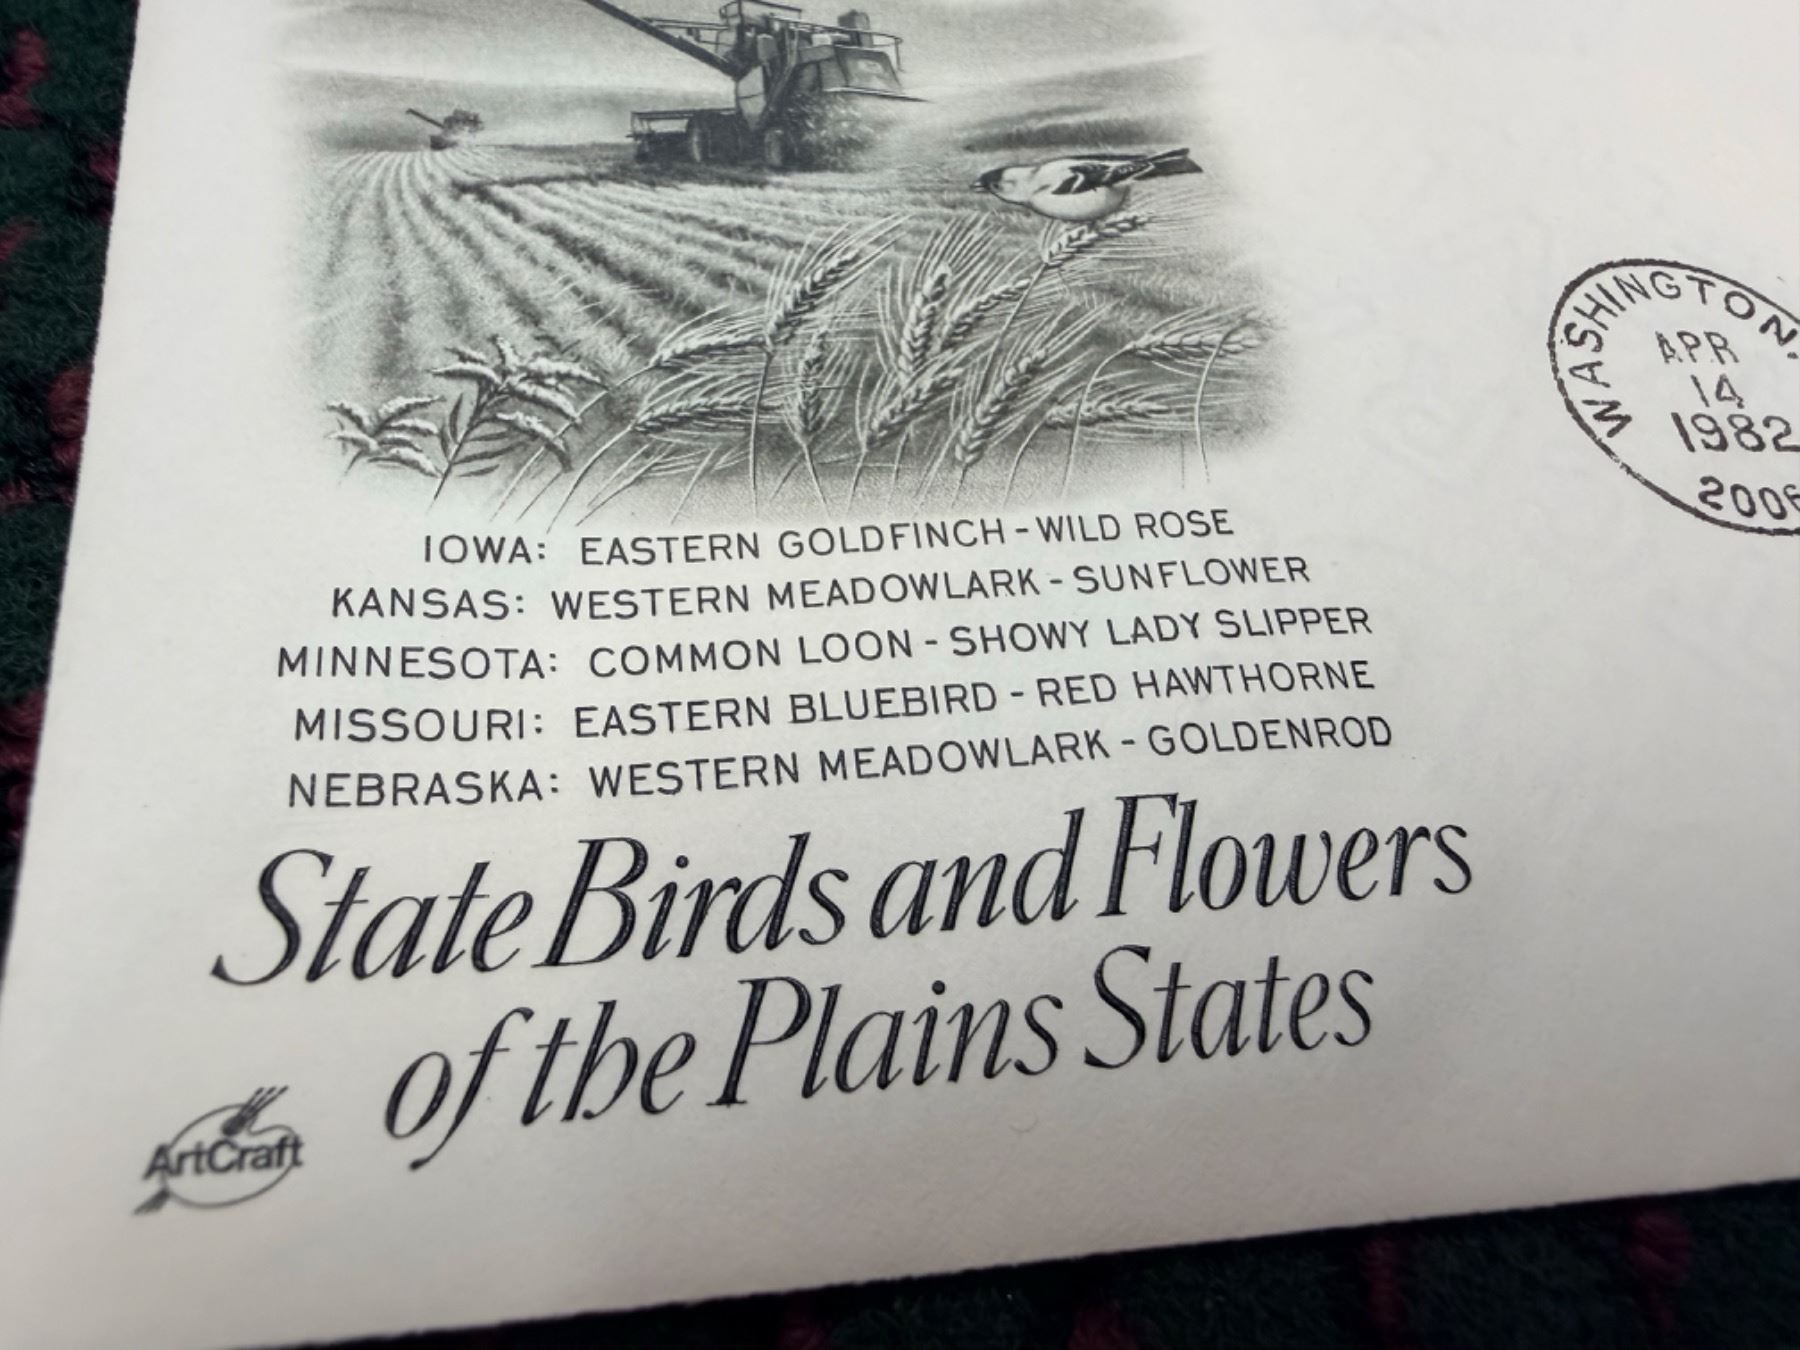 IOWA: EASTERN GOLDFINCH - WILD ROSE
KANSAS: WESTERN MEADOWLARK - SUNFLOWER
MINNESOTA: COMMON LOON - SHOWY LADY SLIPPER
MISSOURI: EASTERN BLUEBIRD - RED HAWTHORNE
NEBRASKA: WESTERN MEADOWLARK - GOLDENROD
State Birds and Flowers
of the Plains States
ArtCraft
WASHINGTON.
APR
14
1982
2006